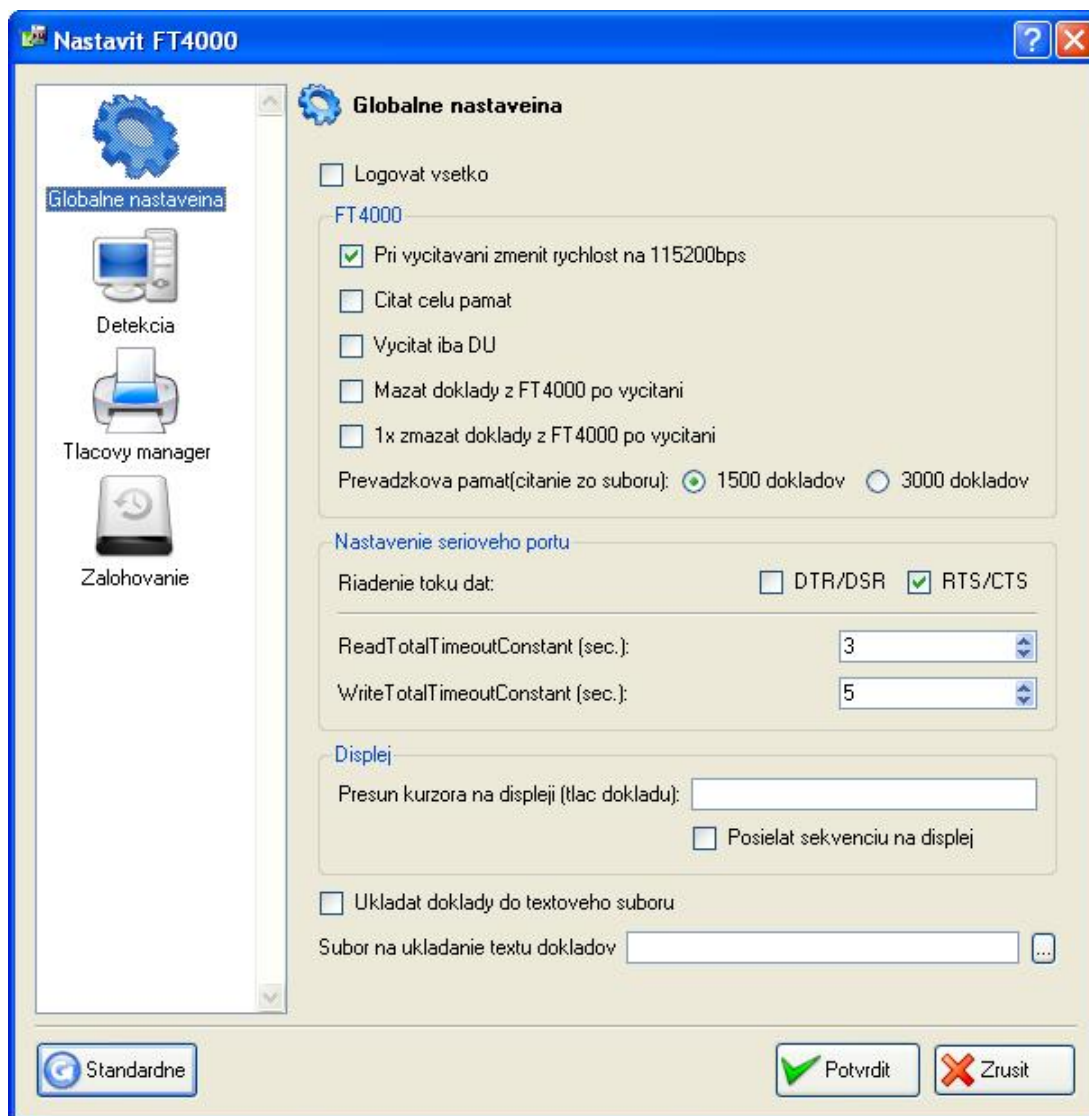 Nastavit FT4000
Globalne nastaveina
Detekcia
Tlacovy manager
Zalohovanie
Globalne nastaveina
Logovat vsetko
FT4000
Pri vycitavani zmenit rychlost na 115200bps
Citat celu pamat
Vycitat iba DU
Mazat doklady z FT4000 po vycitani
1x zmazat doklady z FT4000 po vycitani
Prevadzkova pamat(citanie zo suboru): 1500 dokladov 3000 dokladov
Nastavenie serioveho portu
Riadenie toku dat: DTR/DSR RTS/CTS
ReadTotalTimeoutConstant (sec.): 3
WriteTotalTimeoutConstant (sec.): 5
Displej
Presun kurzora na displeji (tlac dokladu):
Posielat sekvenciu na displej
Ukladat doklady do textoveho suboru
Subor na ukladanie textu dokladov ...
Standardne Potvrdit Zrusit